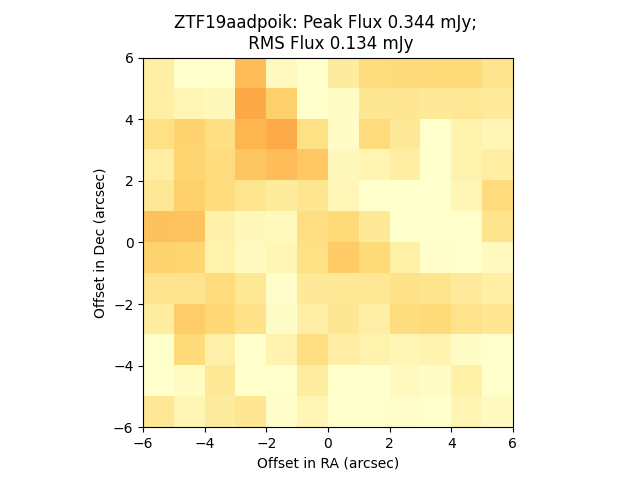 ZTF19aadpoik: Peak Flux 0.344 mJy;
RMS Flux 0.134 mJy
6
4
2
0
−2
−4
−6
Offset in Dec (arcsec)
−6 −4 −2 0 2 4 6
Offset in RA (arcsec)